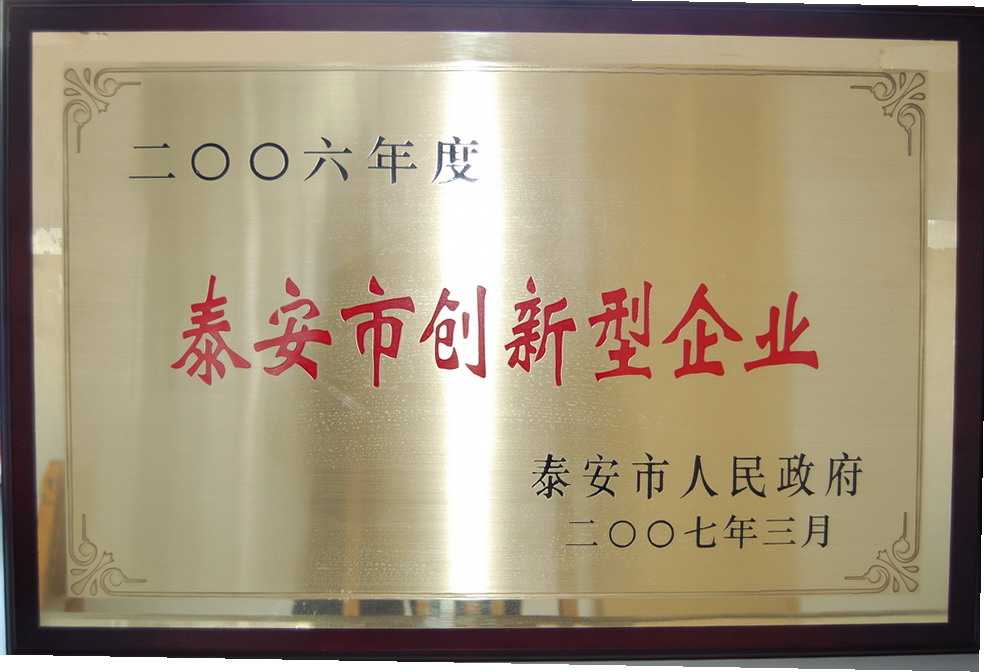 二〇〇六年度
泰安市创新型企业
泰安市人民政府
二〇〇七年三月